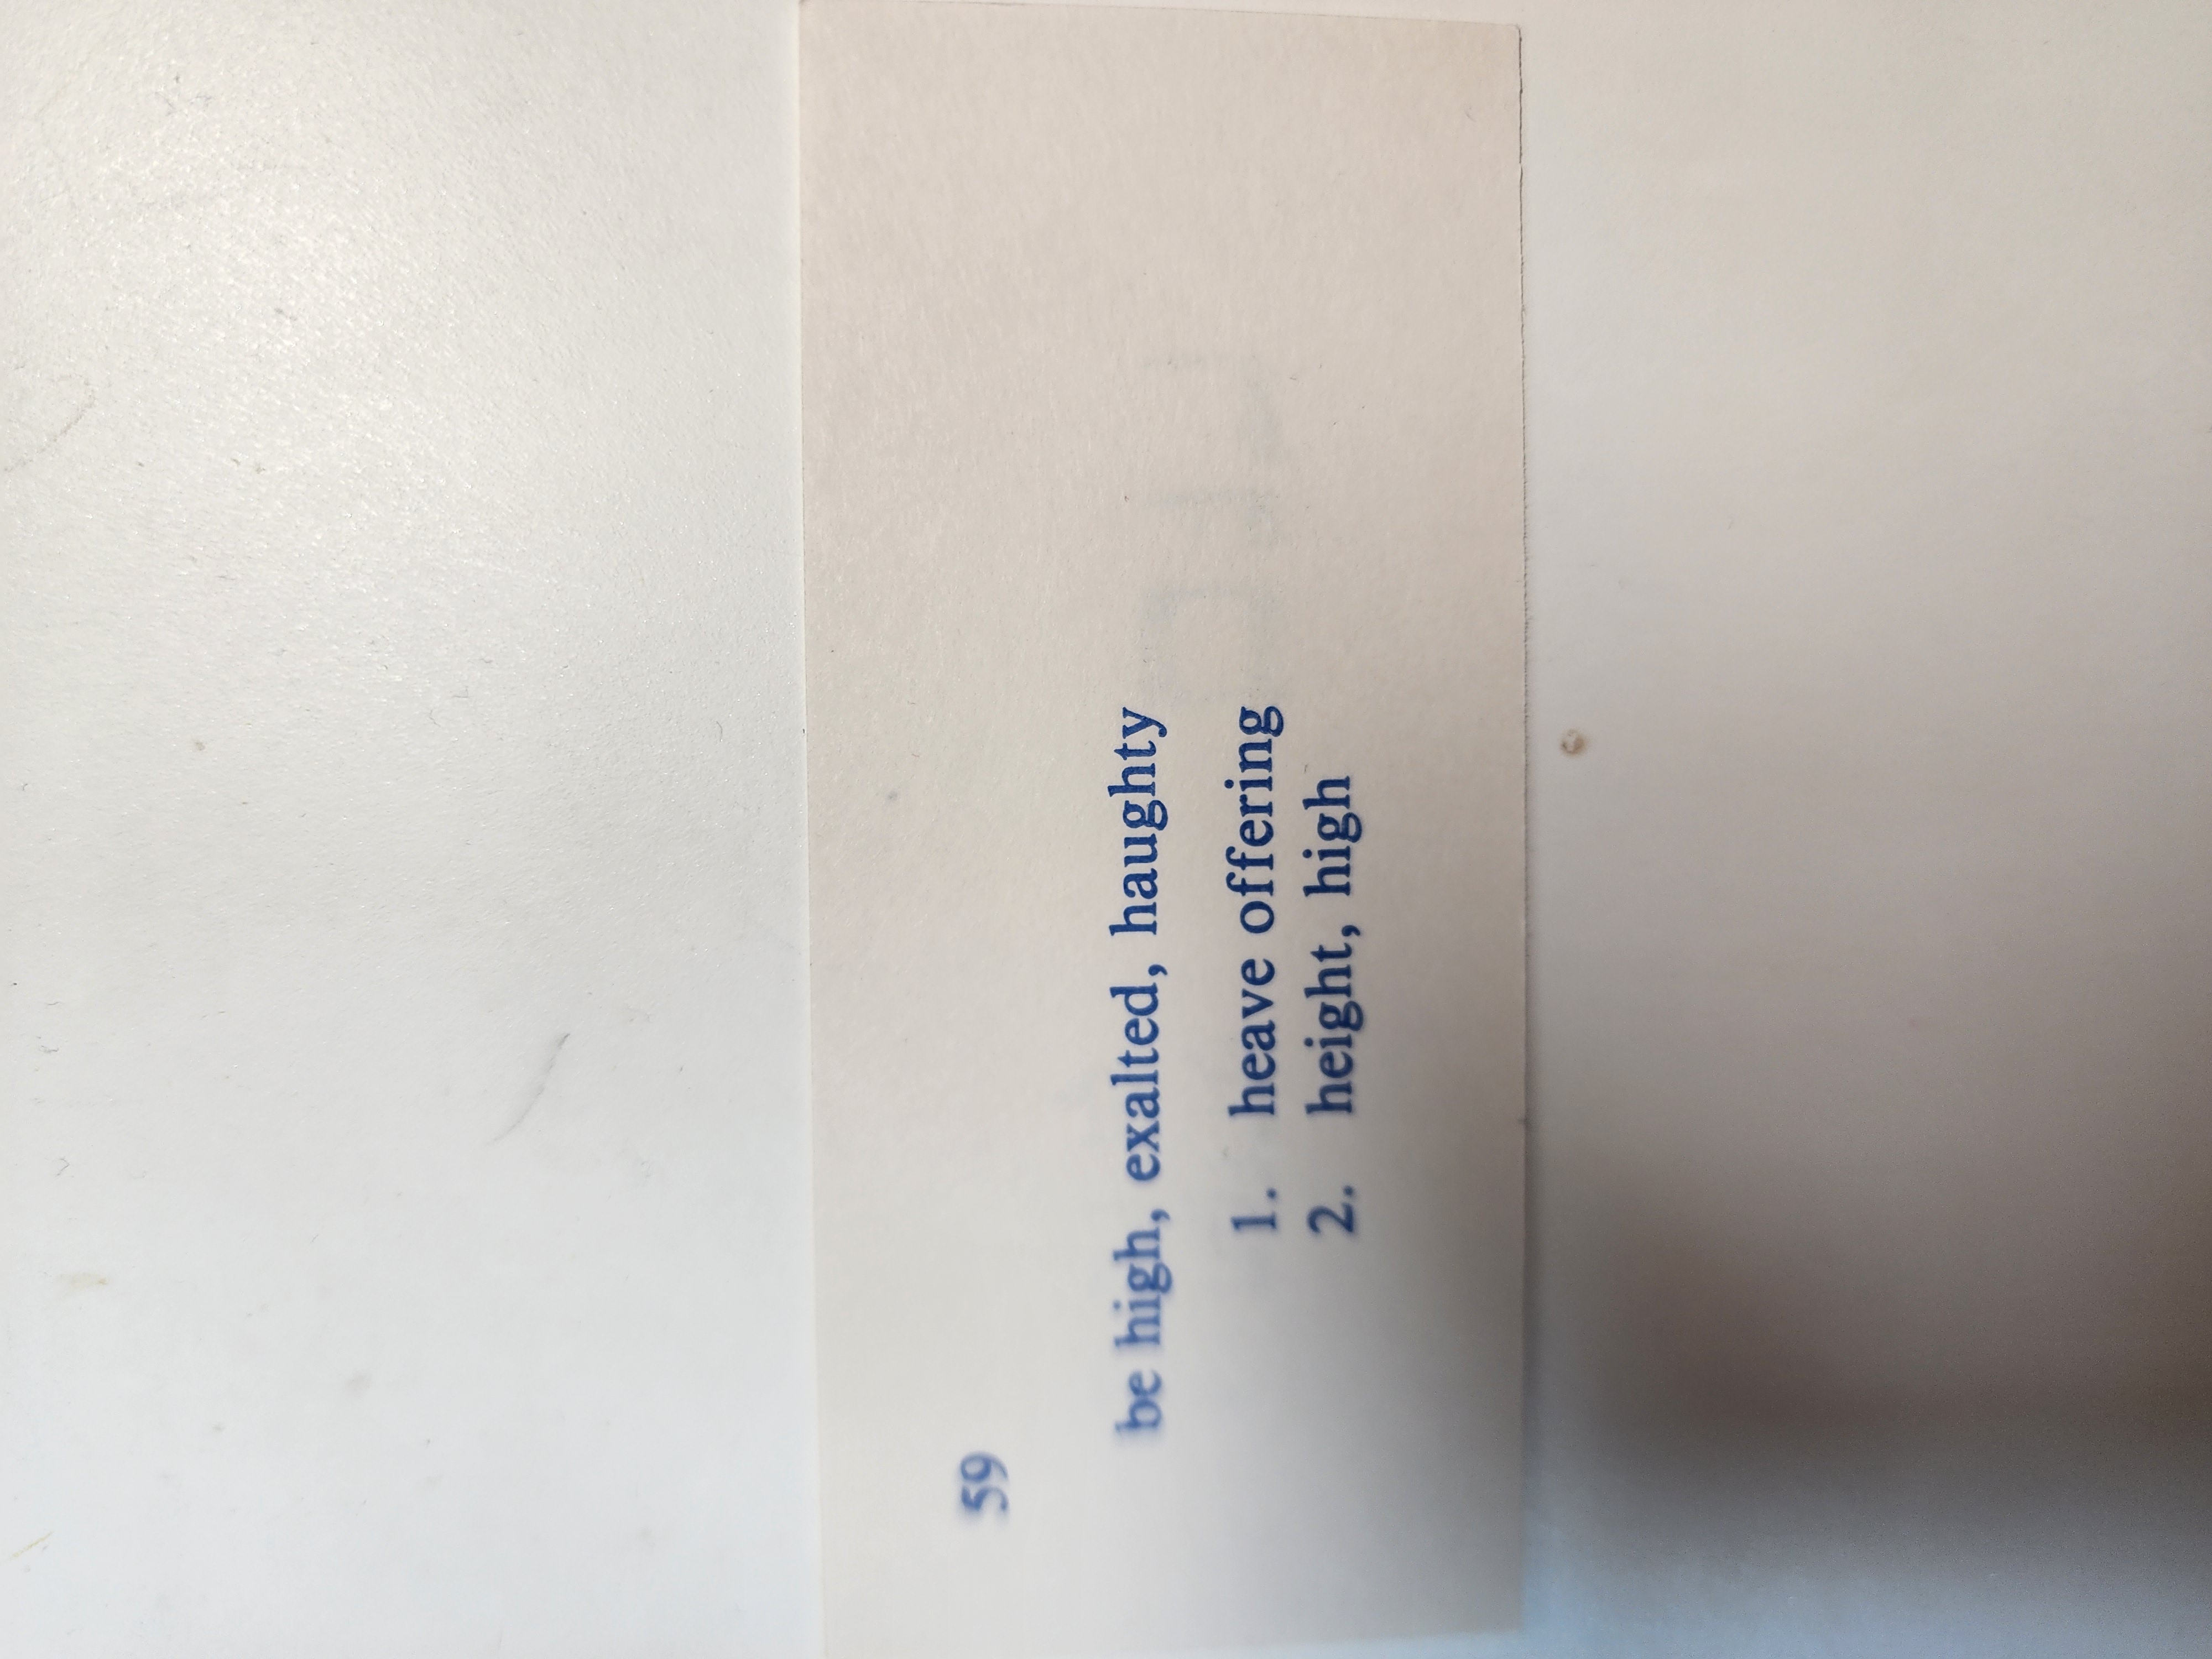 59
be high, exalted, haughty
1. heave offering
2. height, high